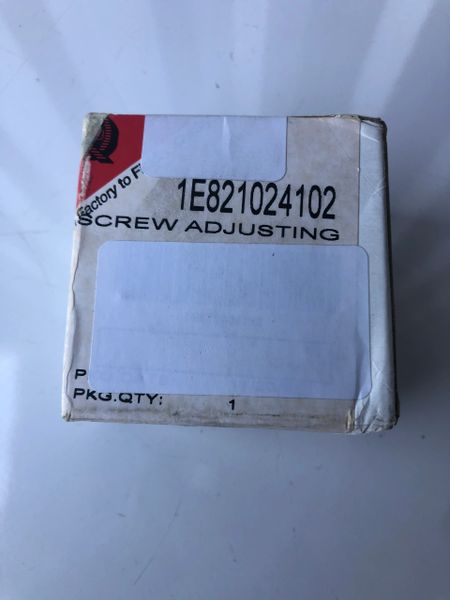 Factory to
1E821024102
SCREW ADJUSTING
P
PKG.QTY: 1